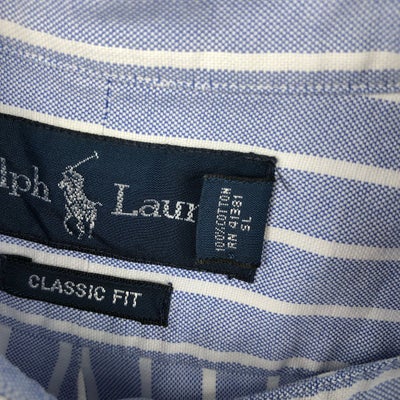 lph Laur
100% COTTON
RN 41381
SL
CLASSIC FIT